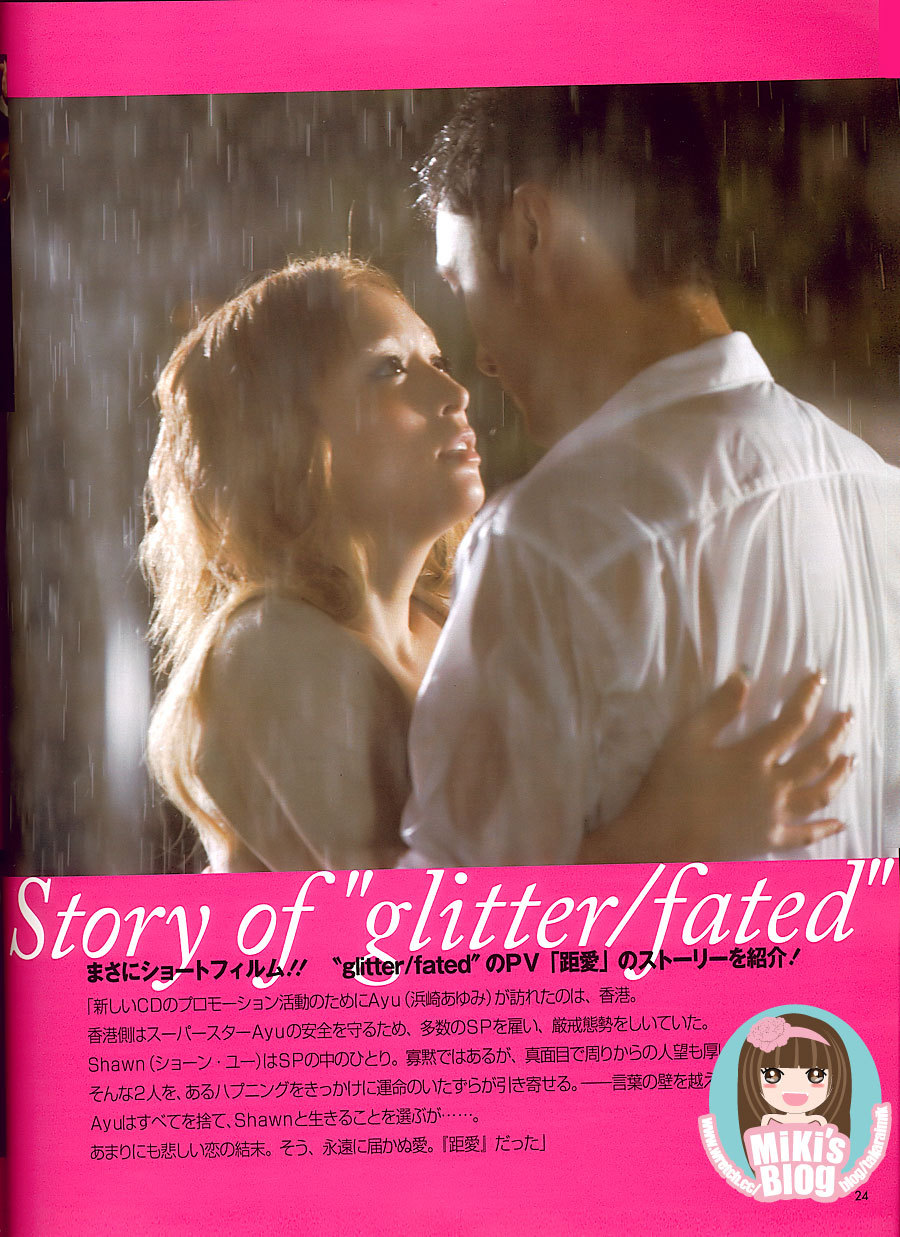 Story of "glitter/fated"
まさにショートフィルム!! "glitter/fated"のPV「距愛」のストーリーを紹介!
「新しいCDのプロモーション活動のためにAyu（浜崎あゆみ）が訪れたのは、香港。
香港側はスーパースターAyuの安全を守るため、多数のSPを雇い、厳戒態勢をしいていた。
Shawn（ショーン・ユー）はSPの中のひとり。寡黙ではあるが、真面目で周りからの人望も厚
そんな2人を、あるハプニングをきっかけに運命のいたずらが引き寄せる。——言葉の壁を越え
Ayuはすべてを捨て、Shawnと生きることを選ぶが……。
あまりにも悲しい恋の結末。そう、永遠に届かぬ愛。『距愛』だった」
MiKi's
BLog
www.wretch.cc/
24